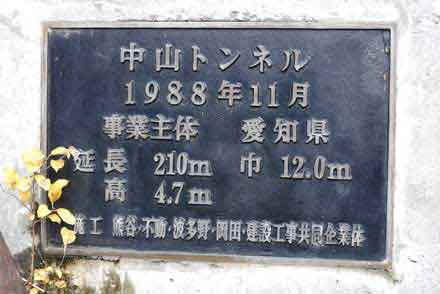 中山トンネル
1988年11月
事業主体 愛知県
延長 210m 巾 12.0m
高 4.7m
施工 熊谷・不動・波多野・岡田・建設工事共同企業体